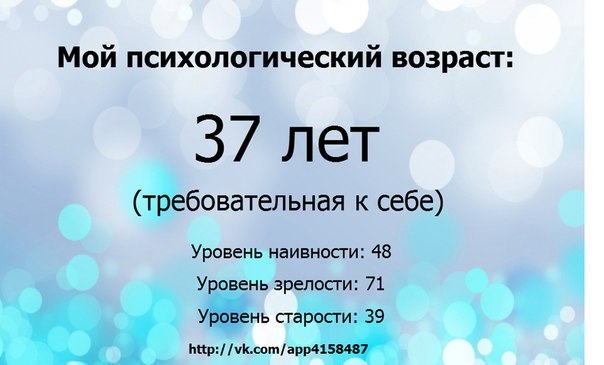 Мой психологический возраст:
37 лет
(требовательная к себе)
Уровень наивности: 48
Уровень зрелости: 71
Уровень старости: 39
http://vk.com/app4158487